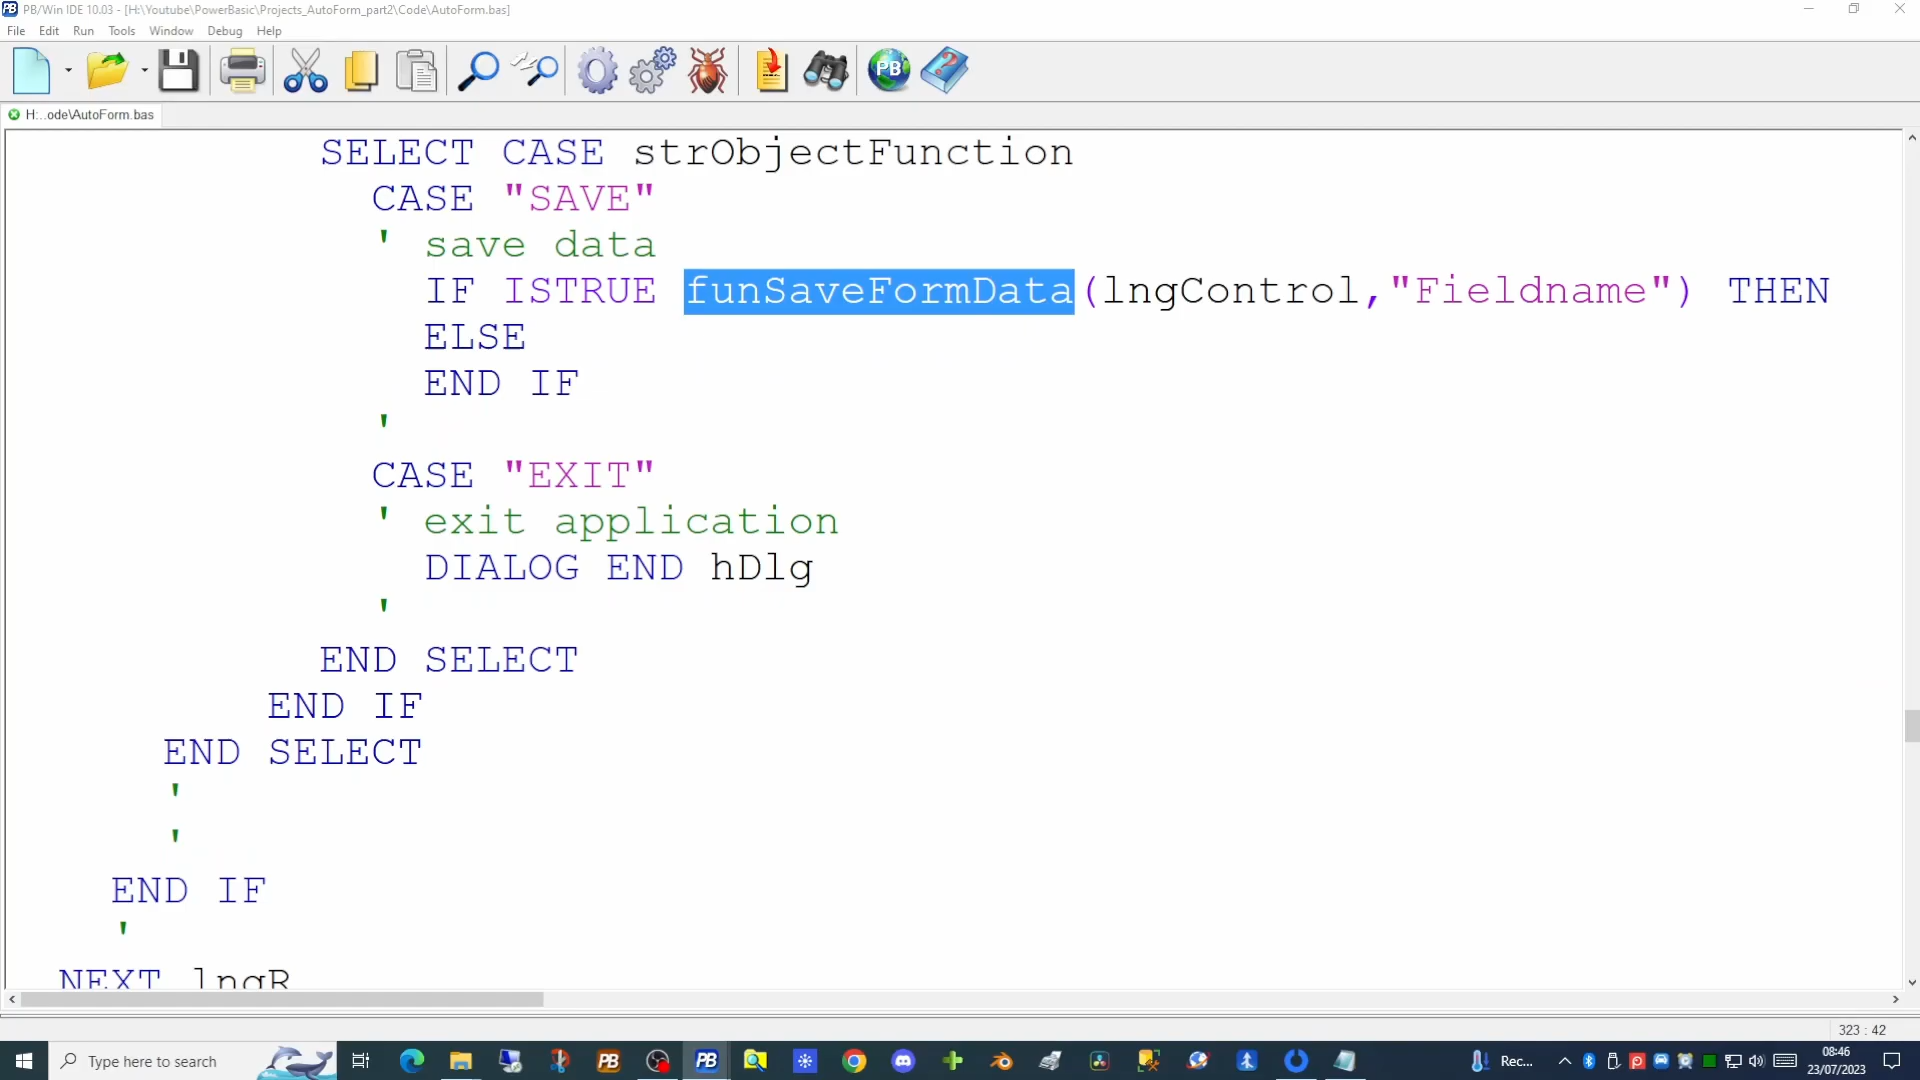 PB/Win IDE 10.03 - [H:\Youtube\PowerBasic\Projects_AutoForm_part2\Code\AutoForm.bas]
File Edit Run Tools Window Debug Help
H:..ode\AutoForm.bas
SELECT CASE strObjectFunction
CASE "SAVE"
' save data
IF ISTRUE funSaveFormData(lngControl,"Fieldname") THEN
ELSE
END IF
'
CASE "EXIT"
' exit application
DIALOG END hDlg
'
END SELECT
END IF
END SELECT
'
'
END IF
'
NEXT lngR
323 : 42
Type here to search
Rec...
08:46
23/07/2023